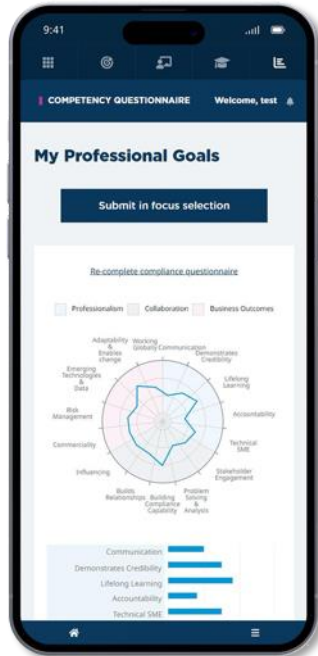 9:41
COMPETENCY QUESTIONNAIRE Welcome, test
My Professional Goals
Submit in focus selection
Re-complete compliance questionnaire
Professionalism Collaboration Business Outcomes
Adaptability
&
Enables
change
Working
Globally
Communication
Demonstrates
Credibility
Lifelong
Learning
Accountability
Technical
SME
Stakeholder
Engagement
Problem
Solving
&
Analysis
Building
Compliance
Capability
Builds
Relationships
Influencing
Commerciality
Risk
Management
Emerging
Technologies
& Data
Communication
Demonstrates Credibility
Lifelong Learning
Accountability
Technical SME